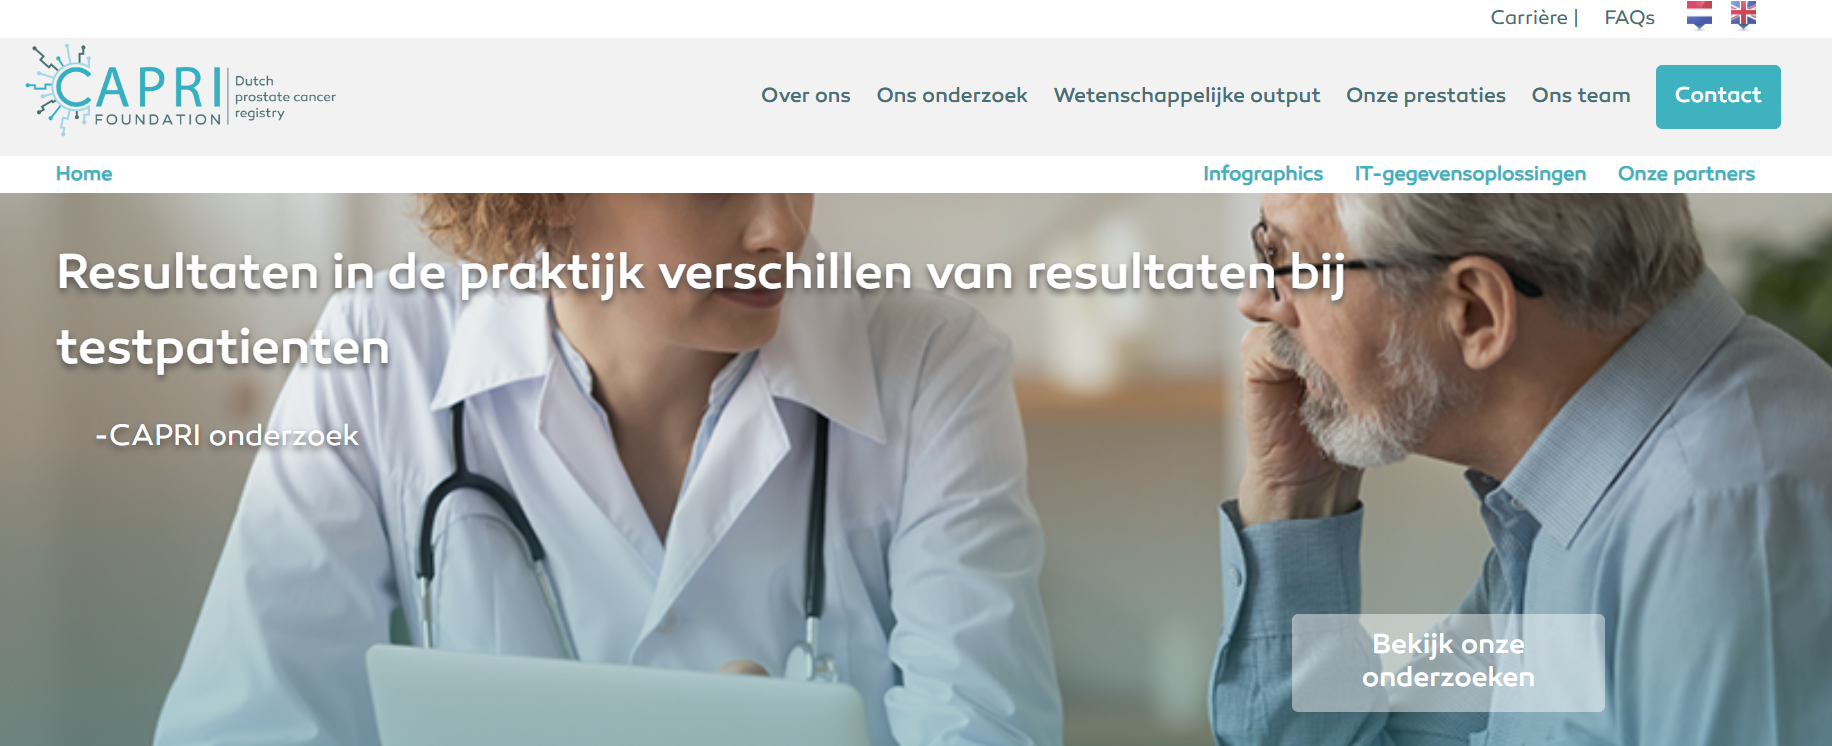 Carrière |
FAQs
CAPRI
FOUNDATION
Dutch
prostate cancer
registry
Over ons
Ons onderzoek
Wetenschappelijke output
Onze prestaties
Ons team
Contact
Home
Infographics
IT-gegevensoplossingen
Onze partners
Resultaten in de praktijk verschillen van resultaten bij
testpatienten
-CAPRI onderzoek
Bekijk onze
onderzoeken